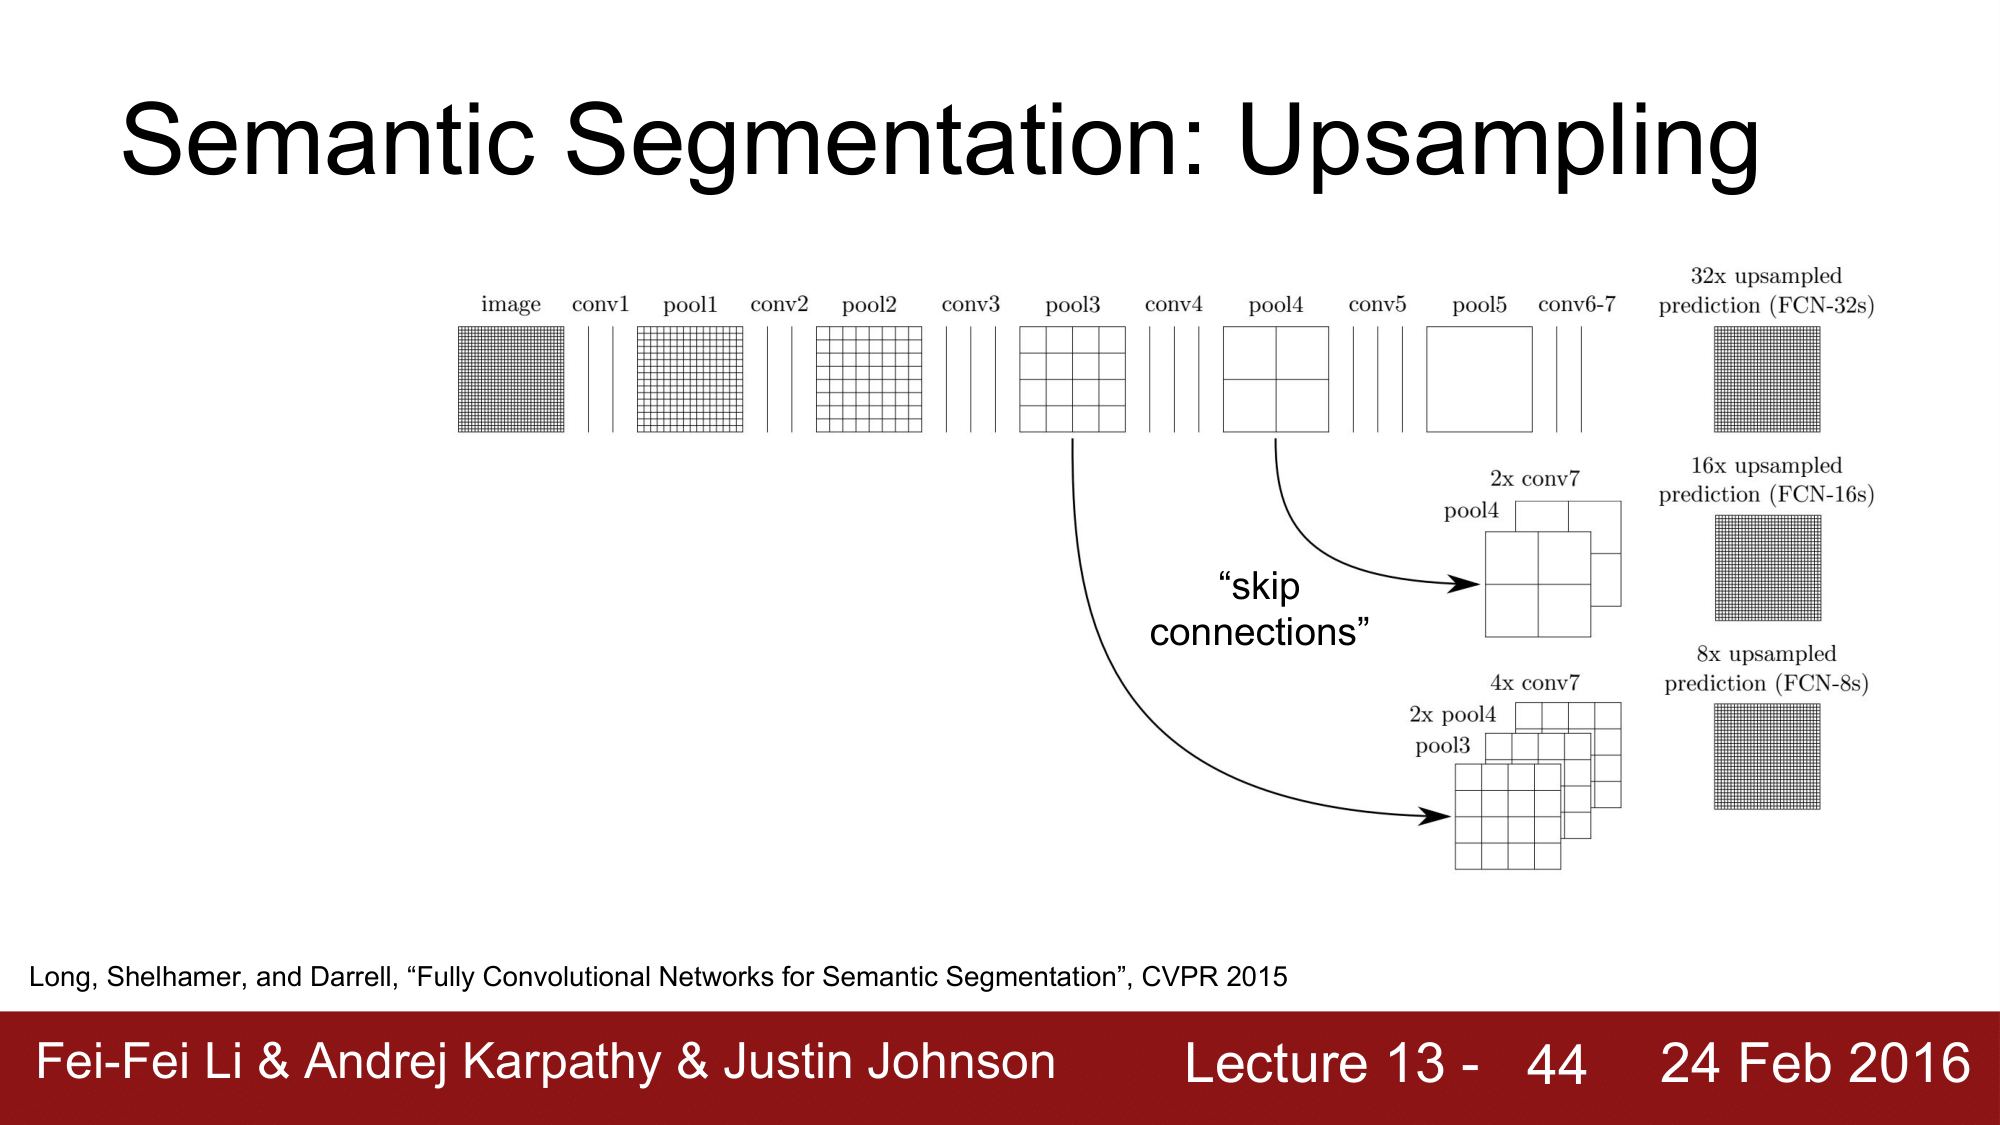 Semantic Segmentation: Upsampling
32x upsampled
prediction (FCN-32s)
image conv1 pool1 conv2 pool2 conv3 pool3 conv4 pool4 conv5 pool5 conv6-7
16x upsampled
prediction (FCN-16s)
2x conv7
pool4
“skip
connections”
8x upsampled
prediction (FCN-8s)
4x conv7
2x pool4
pool3
Long, Shelhamer, and Darrell, “Fully Convolutional Networks for Semantic Segmentation”, CVPR 2015
Fei-Fei Li & Andrej Karpathy & Justin Johnson Lecture 13 - 44 24 Feb 2016